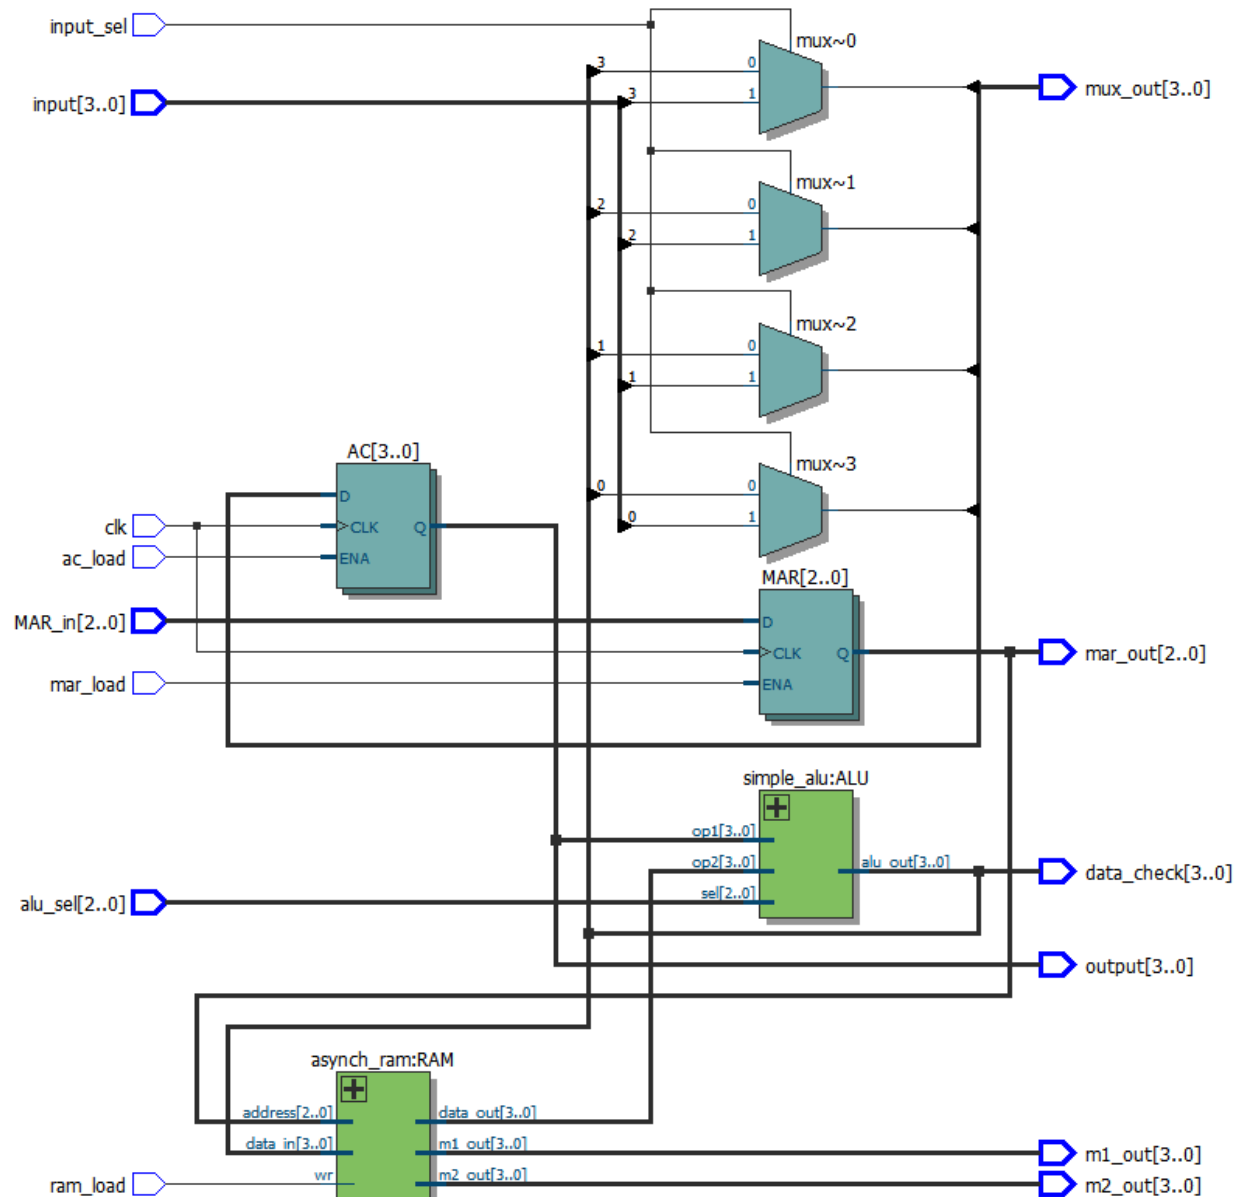 input_sel
mux~0
3 0
mux_out[3..0]
input[3..0]
3 1
mux~1
2 0
2 1
mux~2
1 0
1 1
AC[3..0]
mux~3
D
0 0
clk
CLK Q
0 1
ac_load
ENA
MAR[2..0]
MAR_in[2..0]
D
CLK Q
mar_out[2..0]
mar_load
ENA
simple_alu:ALU
op1[3..0]
op2[3..0]
alu_out[3..0]
data_check[3..0]
alu_sel[2..0]
sel[2..0]
output[3..0]
asynch_ram:RAM
address[2..0]
data_out[3..0]
data_in[3..0]
m1_out[3..0]
m1_out[3..0]
ram_load
wr
m2_out[3..0]
m2_out[3..0]